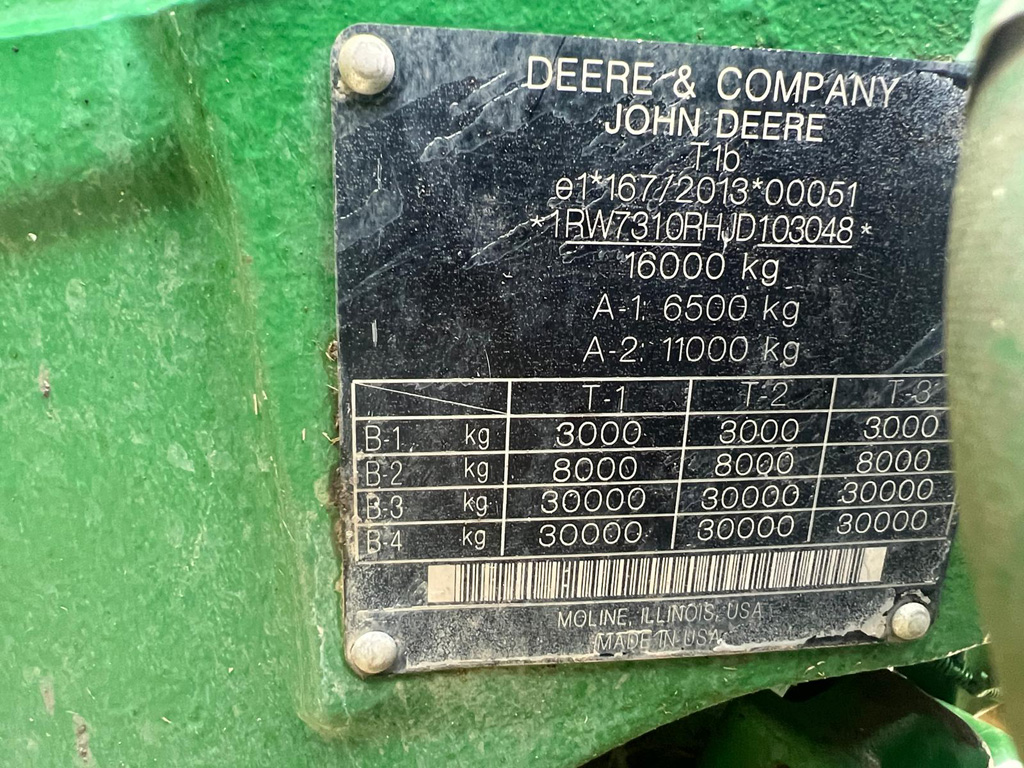 DEERE & COMPANY
JOHN DEERE
T1b
e1*167/2013*00051
*1RW7310RHJD103048*
16000 kg
A-1: 6500 kg
A-2: 11000 kg
T-1 T-2 T-3
B-1 kg 3000 3000 3000
B-2 kg 8000 8000 8000
B-3 kg 30000 30000 30000
B-4 kg 30000 30000 30000
MOLINE, ILLINOIS, USA
MADE IN USA